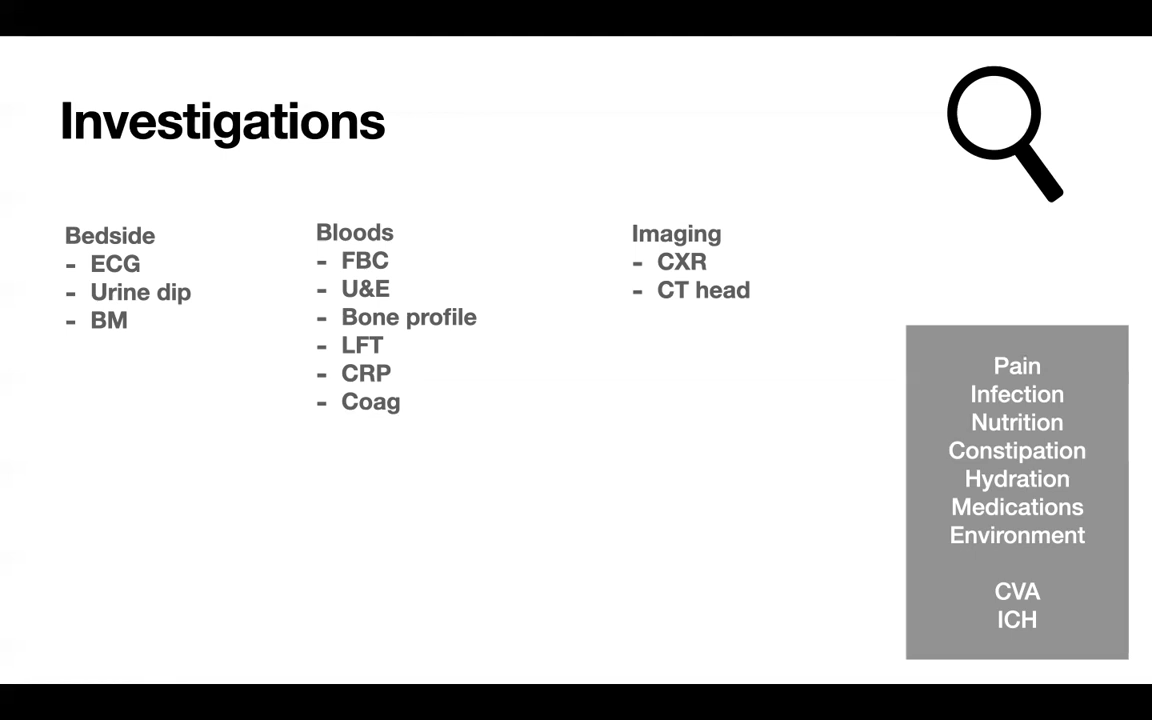 Investigations
Bedside
- ECG
- Urine dip
- BM
Bloods
- FBC
- U&E
- Bone profile
- LFT
- CRP
- Coag
Imaging
- CXR
- CT head
Pain
Infection
Nutrition
Constipation
Hydration
Medications
Environment
CVA
ICH